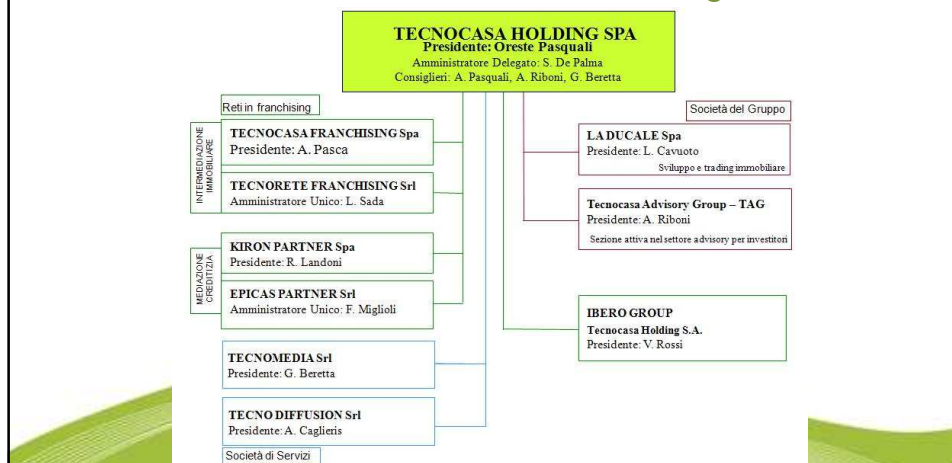 TECNOCASA HOLDING SPA
Presidente: Oreste Pasquali
Amministratore Delegato: S. De Palma
Consiglieri: A. Pasquali, A. Riboni, G. Beretta
Reti in franchising
INTERMEDIAZIONE
IMMOBILIARE
TECNOCASA FRANCHISING Spa
Presidente: A. Pasca
TECNORETE FRANCHISING Srl
Amministratore Unico: L. Sada
MEDIAZIONE
CREDITIZIA
KIRON PARTNER Spa
Presidente: R. Landoni
EPICAS PARTNER Srl
Amministratore Unico: F. Miglioli
TECNOMEDIA Srl
Presidente: G. Beretta
TECNO DIFFUSION Srl
Presidente: A. Caglieris
Società di Servizi
Società del Gruppo
LA DUCALE Spa
Presidente: L. Cavuoto
Sviluppo e trading immobiliare
Tecnocasa Advisory Group – TAG
Presidente: A. Riboni
Sezione attiva nel settore advisory per investitori
IBERO GROUP
Tecnocasa Holding S.A.
Presidente: V. Rossi